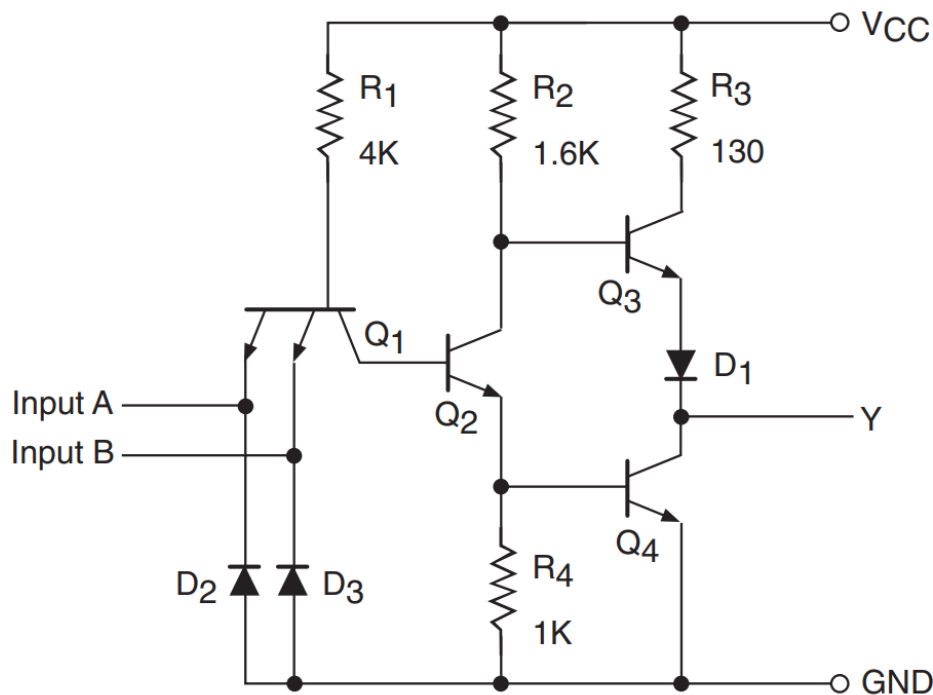 VCC
R1
4K
R2
1.6K
R3
130
Q3
Q1
D1
Input A
Q2
Y
Input B
Q4
D2
D3
R4
1K
GND